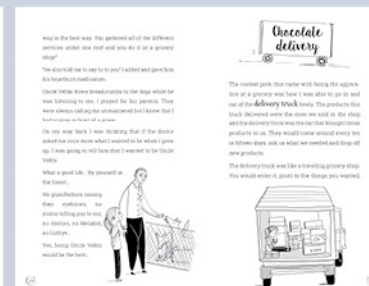 way in the best way. You gathered all of the different
services under one roof and you do it at a grocery
shop!"
"He also told me to say hi to you" I added and gave him
his heartburn medication.
Uncle Vehbi threw breadcrumbs to the dogs while he
was listening to me. I prayed for his parents. They
were always calling me unmannered but I knew that I
had to pray in front of a grave.
On my way back I was thinking that if the doctor
asked me once more what I wanted to be when I grew
up, I was going to tell him that I wanted to be Uncle
Vehbi.
What a good life.. By yourself in
the forest..
No grandfathers raising
their eyebrows, no
moms telling you to eat,
no doctors, no
no
Yes, being Uncle Vehbi
would be the best..
Chocolate
delivery
The coolest perk that came with being the appren-
tice at a grocery was how I was able to go in and
out of the delivery truck freely. The products this
truck delivered were the ones we sold in the shop
and the delivery truck was the car that brought those
products to us. They would come around every ten
or fifteen days, ask us what we needed and drop off
new products.
The delivery truck was like a traveling grocery shop.
You would enter it, point to the things you wanted,